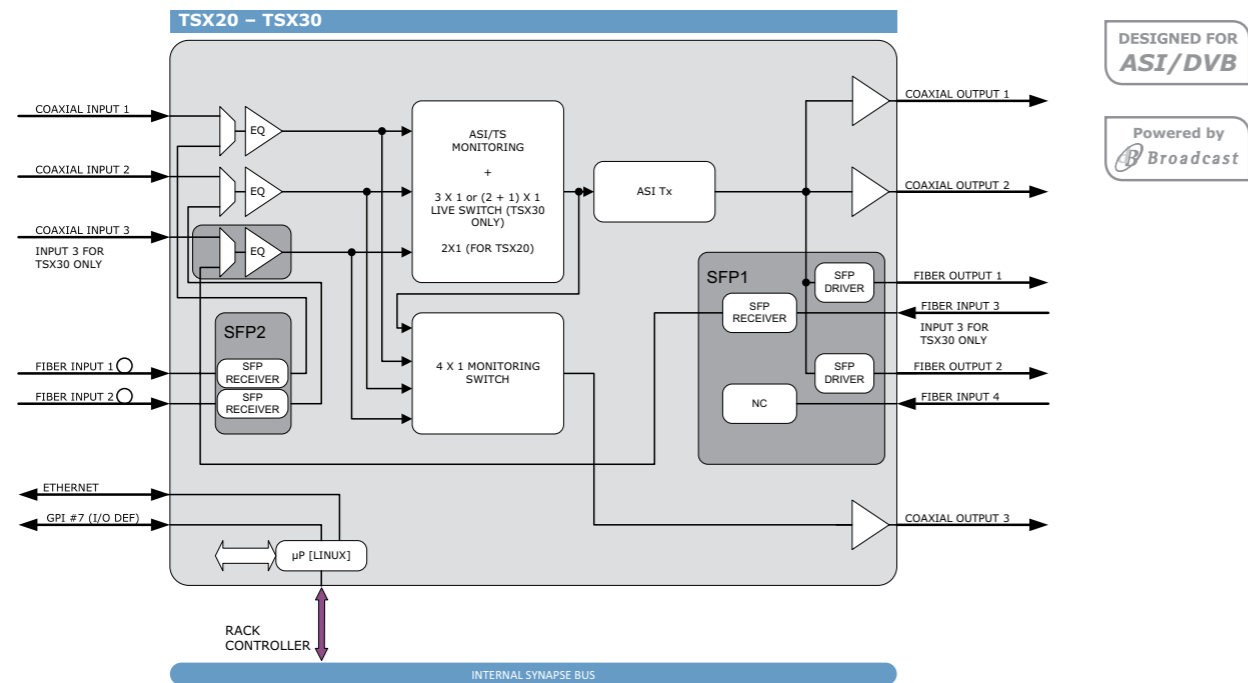 TSX20 – TSX30
DESIGNED FOR
ASI/DVB
Powered by
Broadcast
COAXIAL INPUT 1
COAXIAL INPUT 2
COAXIAL INPUT 3
INPUT 3 FOR
TSX30 ONLY
EQ
EQ
EQ
ASI/TS
MONITORING
+
3 X 1 or (2 + 1) X 1
LIVE SWITCH (TSX30
ONLY)
2X1 (FOR TSX20)
ASI Tx
COAXIAL OUTPUT 1
COAXIAL OUTPUT 2
SFP2
SFP
RECEIVER
SFP
RECEIVER
FIBER INPUT 1
FIBER INPUT 2
4 X 1 MONITORING
SWITCH
SFP1
SFP
DRIVER
SFP
RECEIVER
SFP
DRIVER
NC
FIBER OUTPUT 1
FIBER INPUT 3
INPUT 3 FOR
TSX30 ONLY
FIBER OUTPUT 2
FIBER INPUT 4
ETHERNET
GPI #7 (I/O DEF)
µP [LINUX]
COAXIAL OUTPUT 3
RACK
CONTROLLER
INTERNAL SYNAPSE BUS